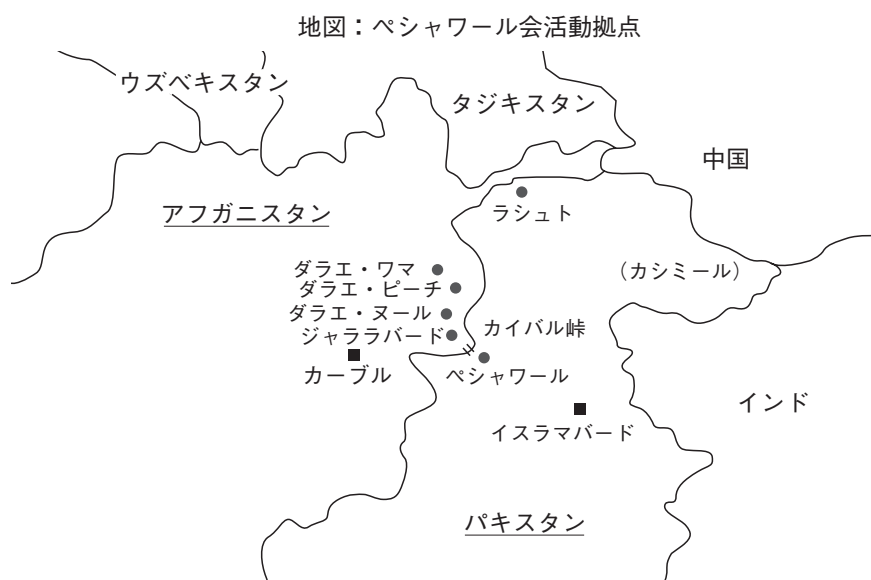 地図：ペシャワール会活動拠点
ウズベキスタン
タジキスタン
中国
アフガニスタン
ラシュト
ダラエ・ワマ
（カシミール）
ダラエ・ピーチ
ダラエ・ヌール
ジャララバード
カイバル峠
カーブル
ペシャワール
インド
イスラマバード
パキスタン